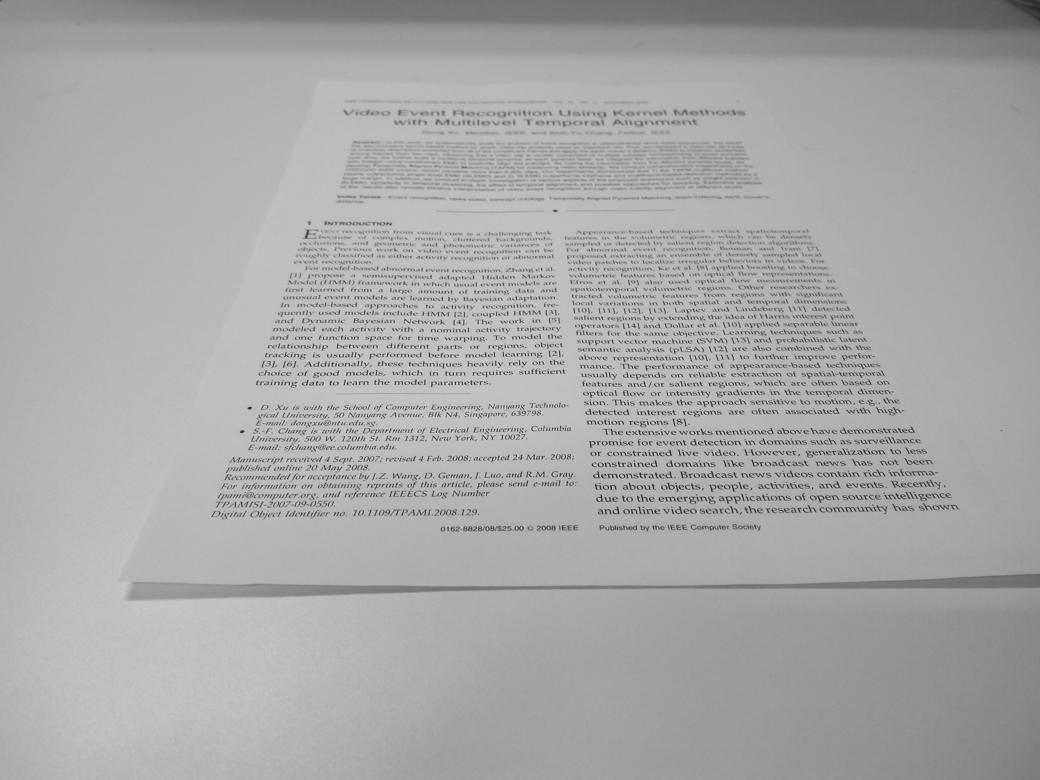 Video Event Recognition Using Kernel Methods
with Multilevel Temporal Alignment
Dong Xu, Member, IEEE, and Shih-Fu Chang, Fellow, IEEE
1 INTRODUCTION
EVENT recognition from visual cues is a challenging task
because of complex motion, cluttered backgrounds,
occlusions, and geometric and photometric variances of
objects. Previous work on video event recognition can be
roughly classified as either activity recognition or abnormal
event recognition.
For model-based abnormal event recognition, Zhang et al.
[1] propose a semisupervised adapted Hidden Markov
Model (HMM) framework in which usual event models are
first learned from a large amount of training data and
unusual event models are learned by Bayesian adaptation.
In model-based approaches to activity recognition, fre-
quently used models include HMM [2], coupled HMM [3],
and Dynamic Bayesian Network [4]. The work in [5]
modeled each activity with a nominal activity trajectory
and one function space for time warping. To model the
relationship between different parts or regions, object
tracking is usually performed before model learning [2],
[3], [6]. Additionally, these techniques heavily rely on the
choice of good models, which in turn requires sufficient
training data to learn the model parameters.
• D. Xu is with the School of Computer Engineering, Nanyang Technolo-
gical University, 50 Nanyang Avenue, Blk N4, Singapore, 639798.
E-mail: dongxu@ntu.edu.sg.
• S.-F. Chang is with the Department of Electrical Engineering, Columbia
University, 500 W. 120th St. Rm 1312, New York, NY 10027.
E-mail: sfchang@ee.columbia.edu.
Manuscript received 4 Sept. 2007; revised 4 Feb. 2008; accepted 24 Mar. 2008;
published online 20 May 2008.
Recommended for acceptance by J.Z. Wang, D. Geman, J. Luo, and R.M. Gray.
For information on obtaining reprints of this article, please send e-mail to:
tpami@computer.org, and reference IEEECS Log Number
TPAMISI-2007-09-0550.
Digital Object Identifier no. 10.1109/TPAMI.2008.129.
Appearance-based techniques extract spatiotemporal
features in the volumetric regions, which can be densely
sampled or detected by salient region detection algorithms.
For abnormal event recognition, Boiman and Irani [7]
proposed extracting an ensemble of densely sampled local
video patches to localize irregular behaviors in videos. For
activity recognition, Ke et al. [8] applied boosting to choose
volumetric features based on optical flow representations.
Efros et al. [9] also used optical flow measurements in
spatiotemporal volumetric regions. Other researchers ex-
tracted volumetric features from regions with significant
local variations in both spatial and temporal dimensions
[10], [11], [12], [13]. Laptev and Lindeberg [11] detected
salient regions by extending the idea of Harris interest point
operators [14] and Dollar et al. [10] applied separable linear
filters for the same objective. Learning techniques such as
support vector machine (SVM) [13] and probabilistic latent
semantic analysis (pLSA) [12] are also combined with the
above representation [10], [11] to further improve perfor-
mance. The performance of appearance-based techniques
usually depends on reliable extraction of spatial-temporal
features and/or salient regions, which are often based on
optical flow or intensity gradients in the temporal dimen-
sion. This makes the approach sensitive to motion, e.g., the
detected interest regions are often associated with high-
motion regions [8].
The extensive works mentioned above have demonstrated
promise for event detection in domains such as surveillance
or constrained live video. However, generalization to less
constrained domains like broadcast news has not been
demonstrated. Broadcast news videos contain rich informa-
tion about objects, people, activities, and events. Recently,
due to the emerging applications of open source intelligence
and online video search, the research community has shown
0162-8828/08/$25.00 © 2008 IEEE Published by the IEEE Computer Society